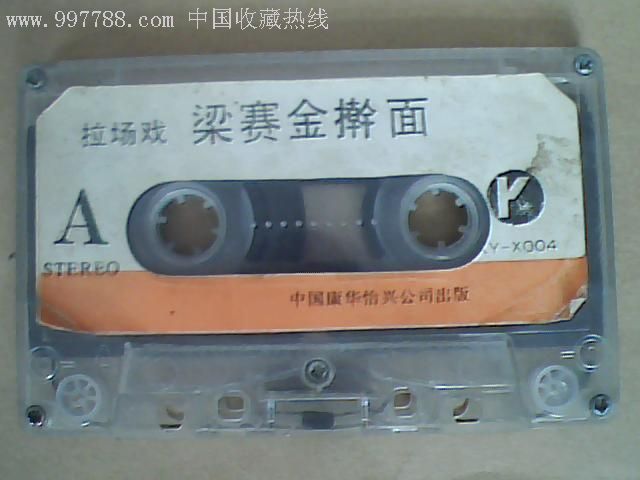 www.997788.com 中国收藏热线
拉场戏 梁赛金擀面
A
STEREO
KY-X004
中国康华怡兴公司出版